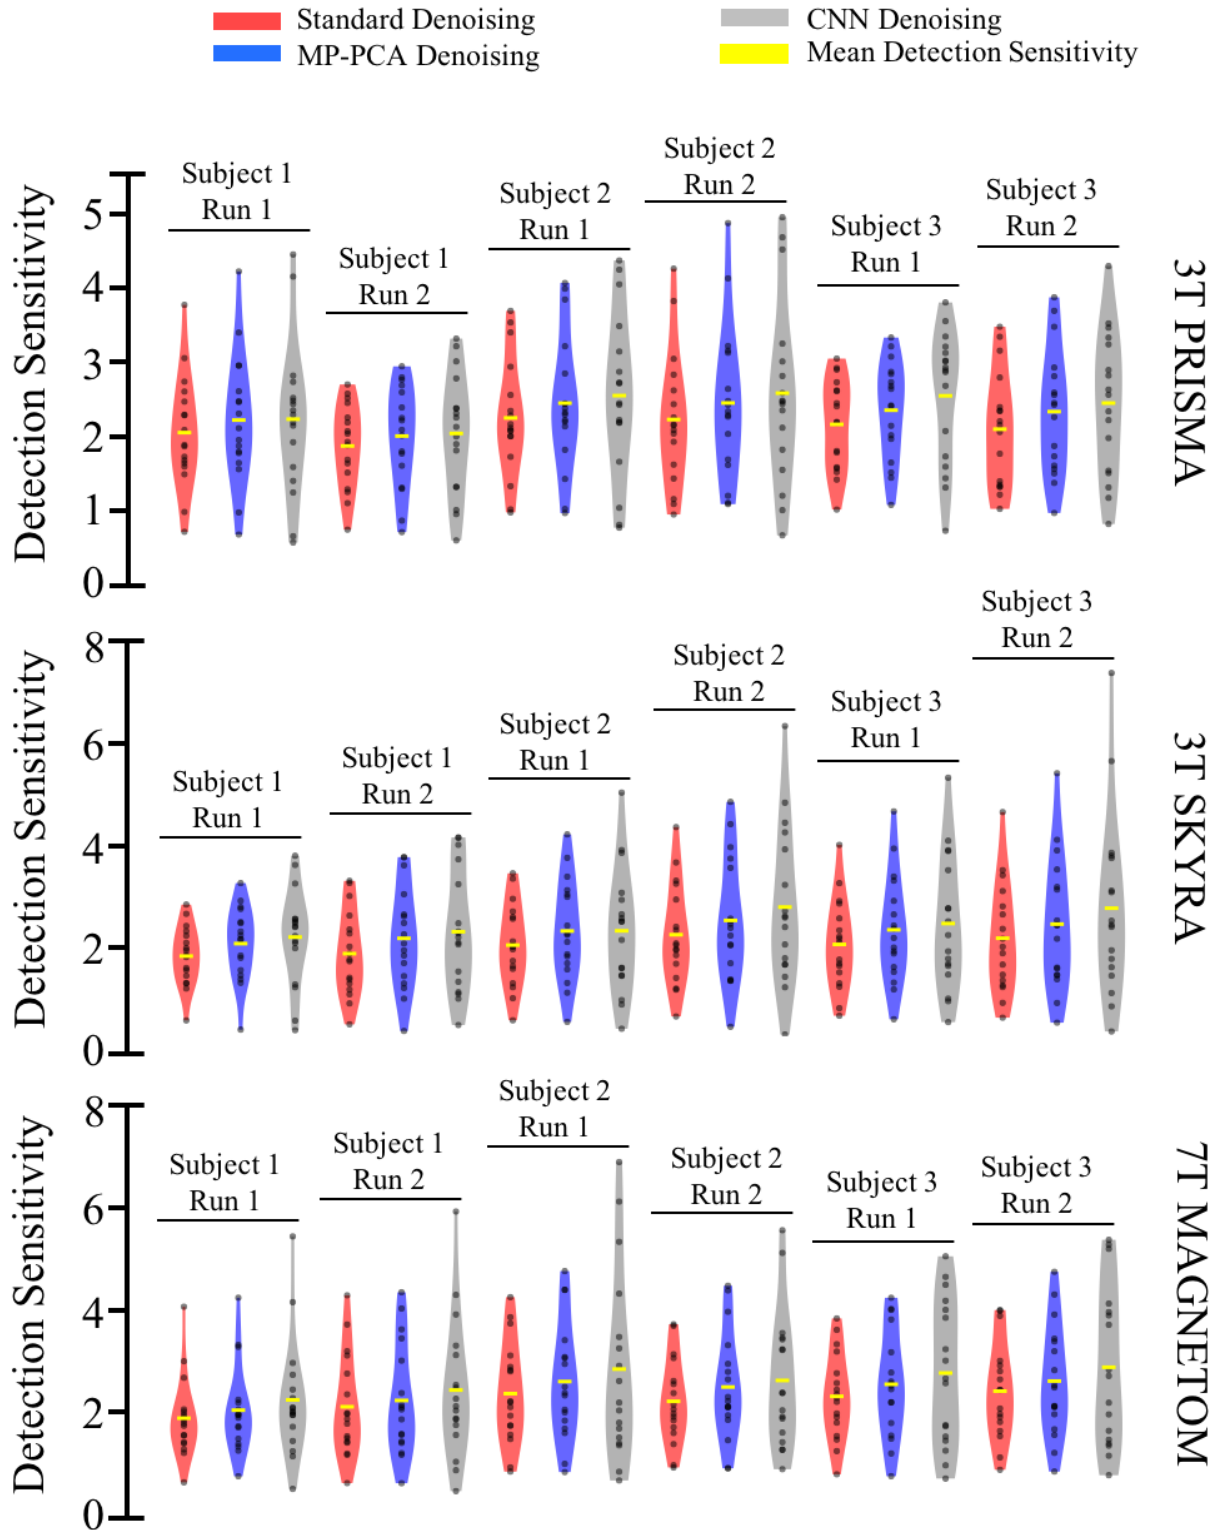 Standard Denoising
MP-PCA Denoising
CNN Denoising
Mean Detection Sensitivity
Detection Sensitivity
5
4
3
2
1
0
Subject 1
Run 1
Subject 1
Run 2
Subject 2
Run 1
Subject 2
Run 2
Subject 3
Run 1
Subject 3
Run 2
3T PRISMA
Detection Sensitivity
8
6
4
2
0
Subject 1
Run 1
Subject 1
Run 2
Subject 2
Run 1
Subject 2
Run 2
Subject 3
Run 1
Subject 3
Run 2
3T SKYRA
Detection Sensitivity
8
6
4
2
0
Subject 1
Run 1
Subject 1
Run 2
Subject 2
Run 1
Subject 2
Run 2
Subject 3
Run 1
Subject 3
Run 2
7T MAGNETOM